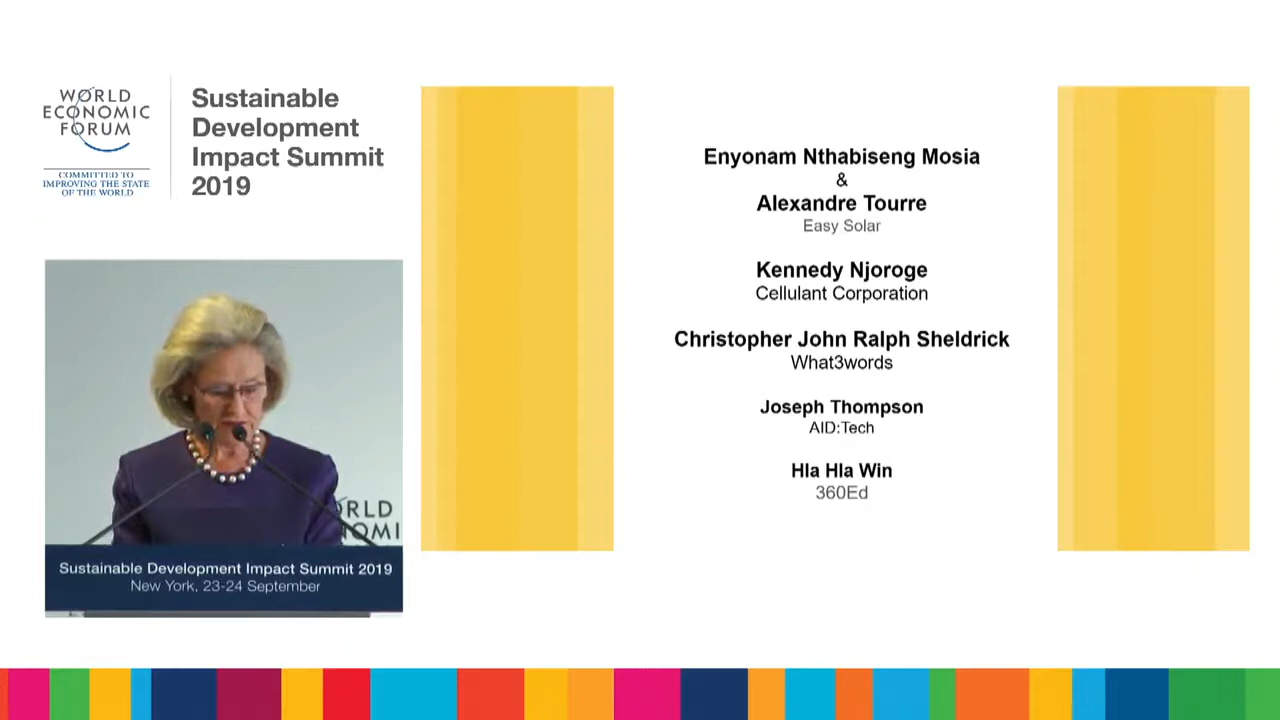 WORLD
ECONOMIC
FORUM
COMMITTED TO
IMPROVING THE STATE
OF THE WORLD
Sustainable
Development
Impact Summit
2019
Enyonam Nthabiseng Mosia
&
Alexandre Tourre
Easy Solar
Kennedy Njoroge
Cellulant Corporation
Christopher John Ralph Sheldrick
What3words
Joseph Thompson
AID:Tech
Hla Hla Win
360Ed
ORLD
NOMI
Sustainable Development Impact Summit 2019
New York, 23-24 September